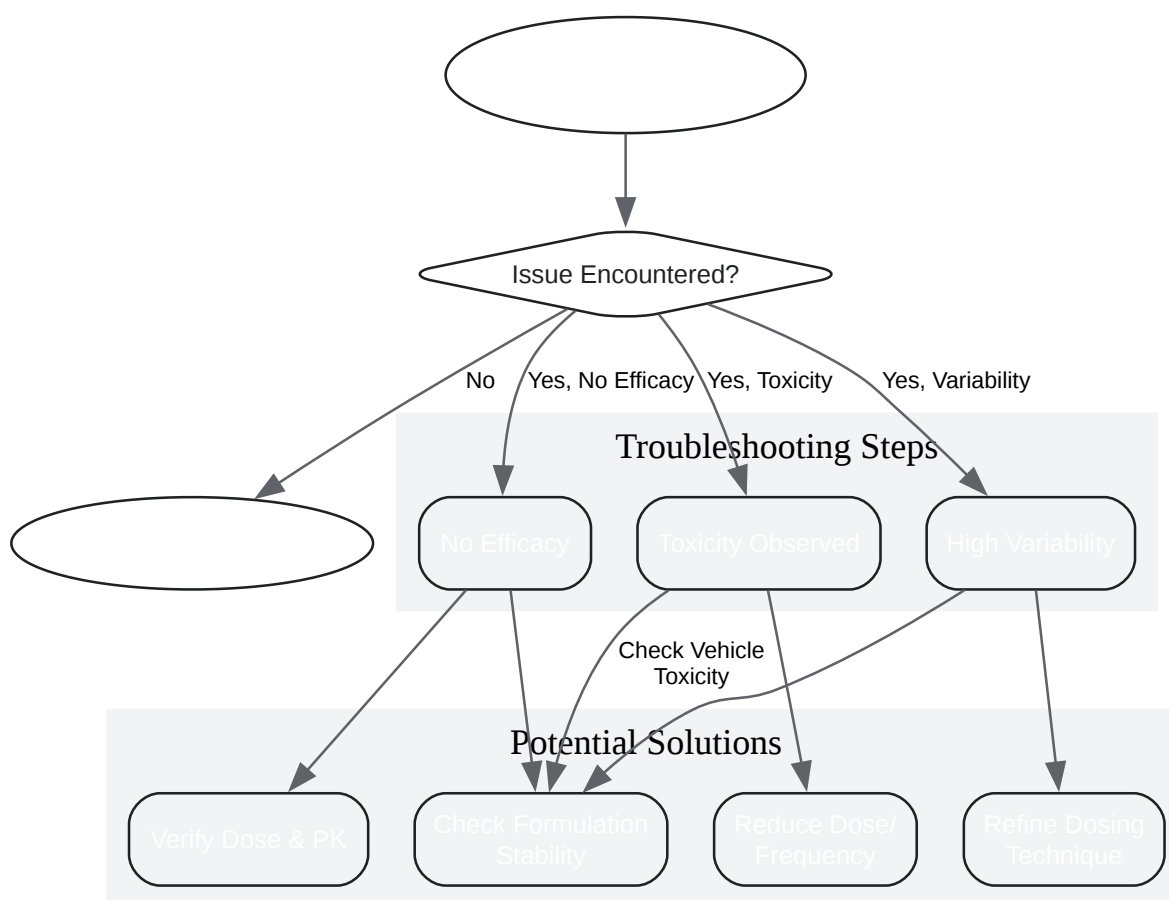 Issue Encountered?
No
Yes, No Efficacy
Yes, Toxicity
Yes, Variability
Troubleshooting Steps
No Efficacy
Toxicity Observed
High Variability
Check Vehicle
Toxicity
Potential Solutions
Verify Dose & PK
Check Formulation
Stability
Reduce Dose/
Frequency
Refine Dosing
Technique